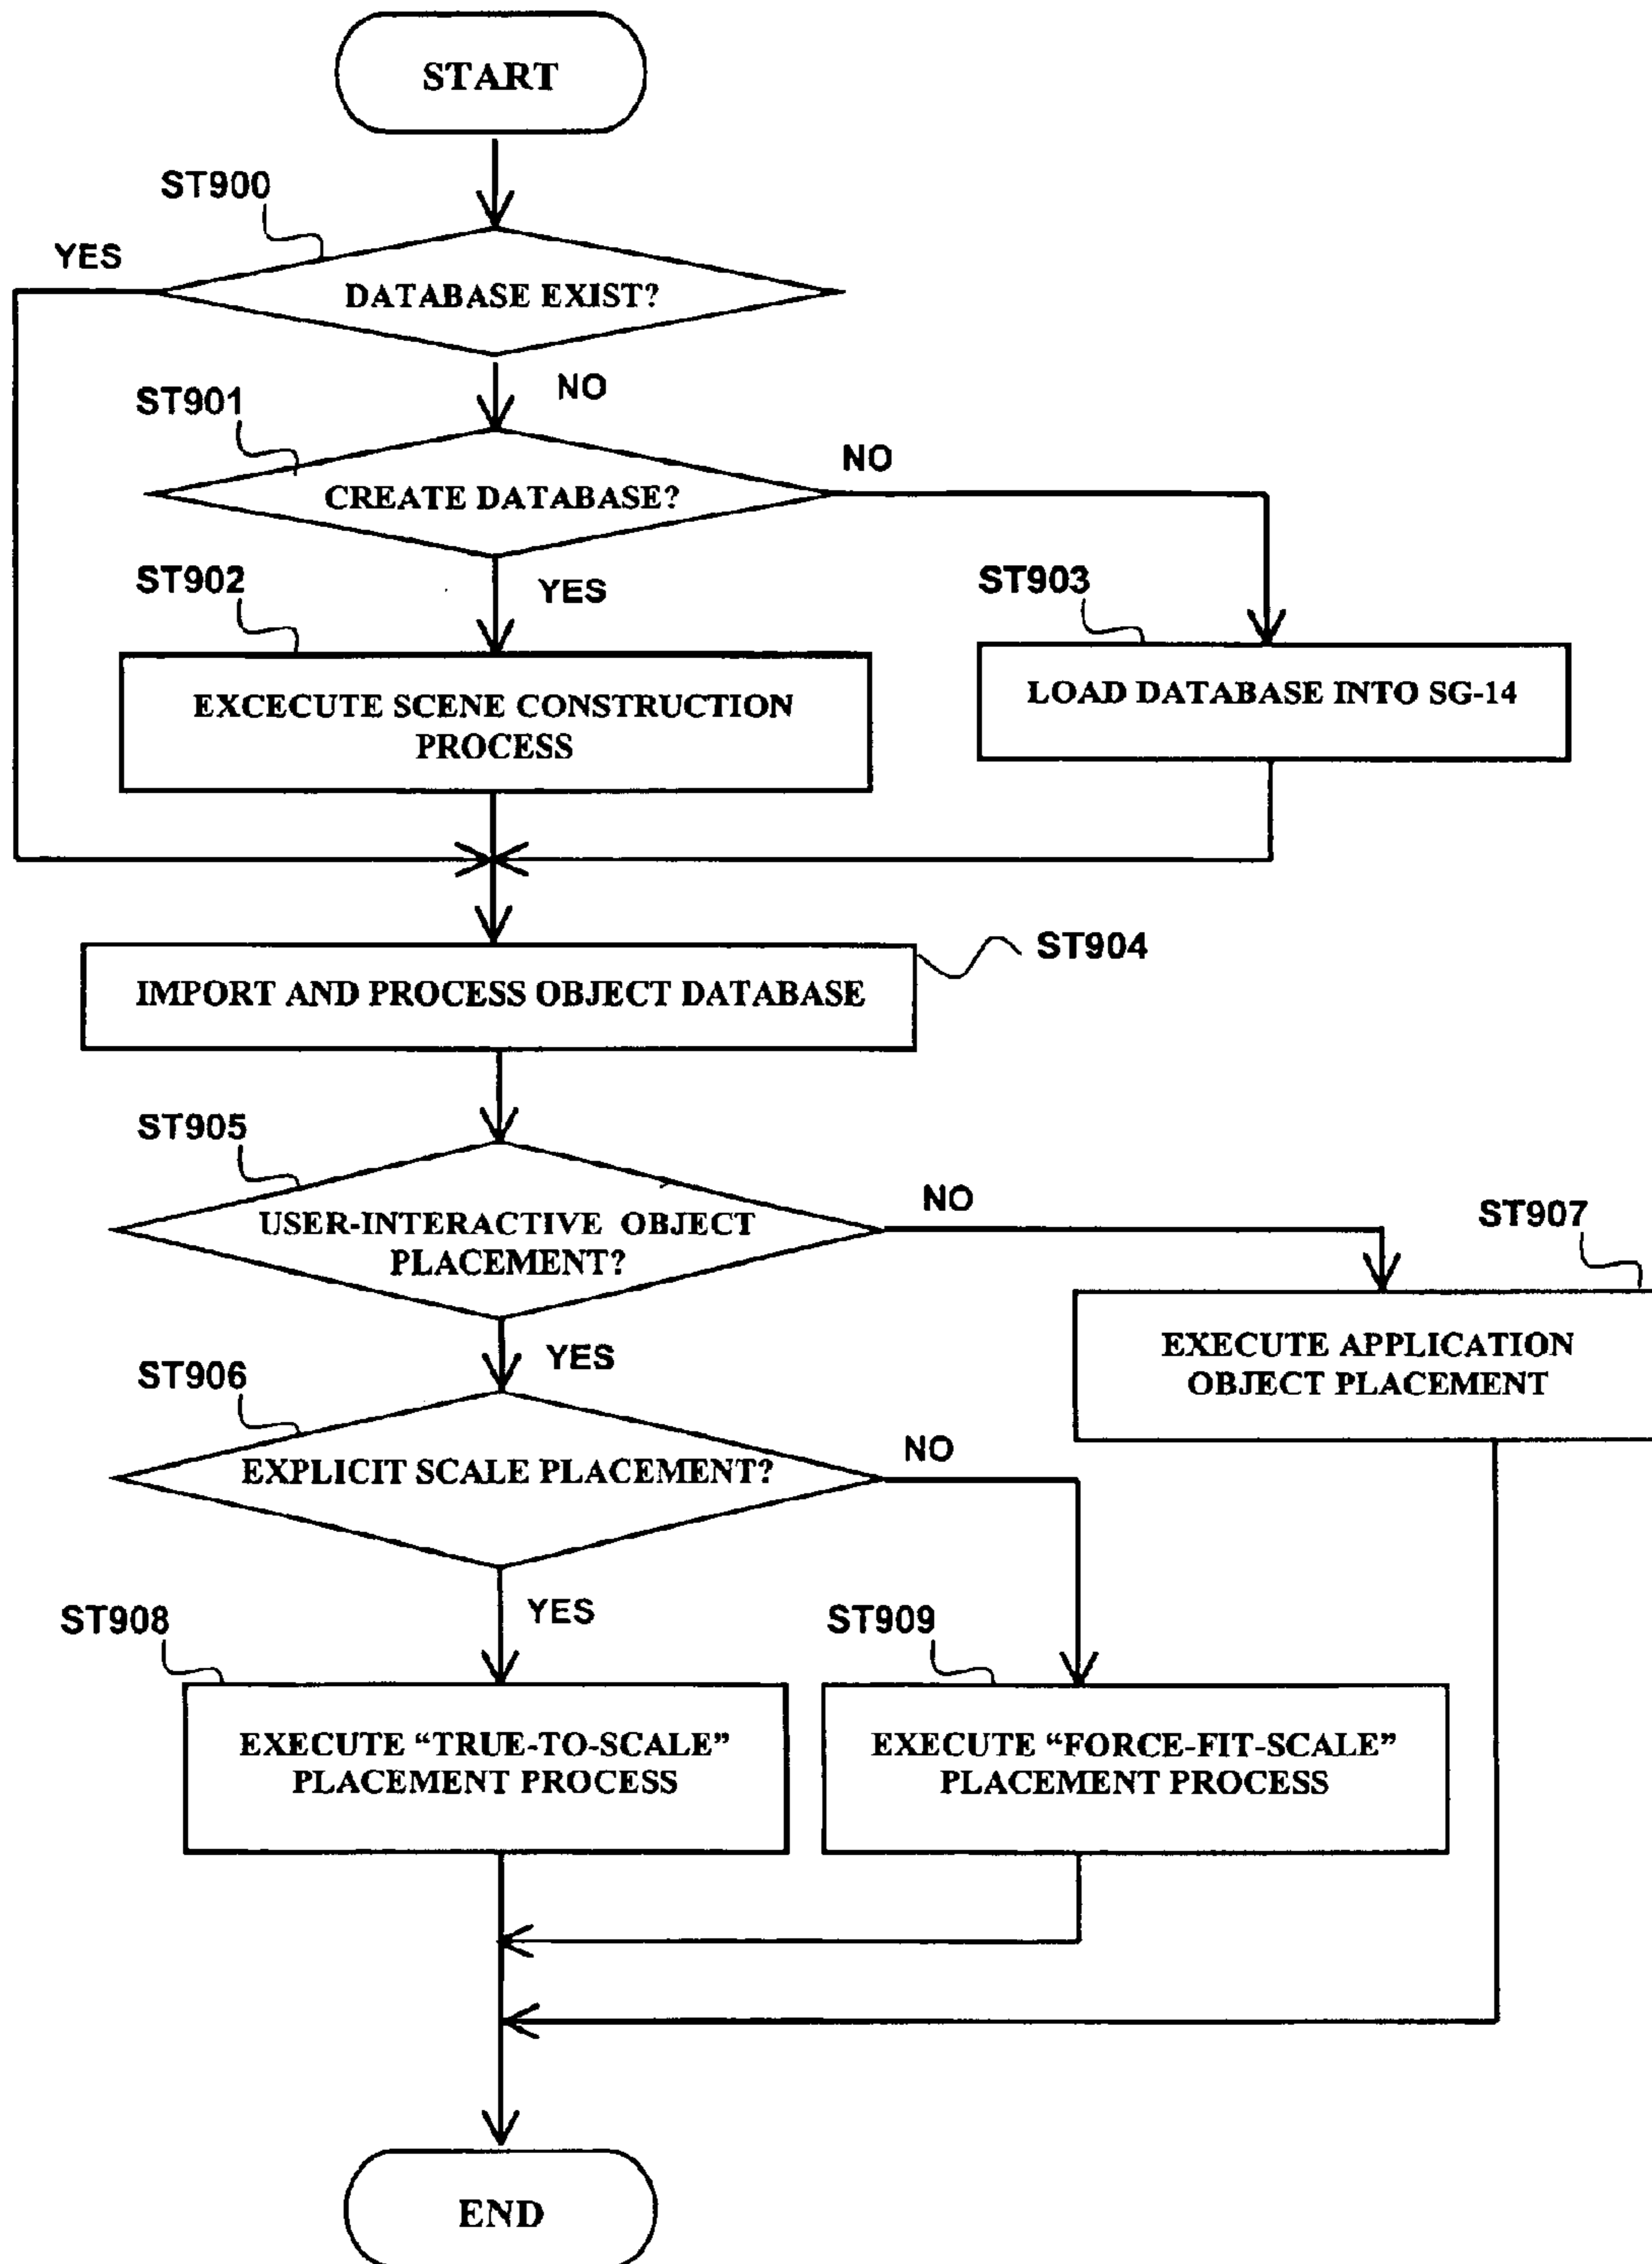 START
ST900
YES
DATABASE EXIST?
NO
ST901
NO
CREATE DATABASE?
ST902
YES
ST903
EXCECUTE SCENE CONSTRUCTION
PROCESS
LOAD DATABASE INTO SG-14
ST904
IMPORT AND PROCESS OBJECT DATABASE
ST905
NO
ST907
USER-INTERACTIVE OBJECT
PLACEMENT?
YES
EXECUTE APPLICATION
OBJECT PLACEMENT
ST906
NO
EXPLICIT SCALE PLACEMENT?
YES
ST908
ST909
EXECUTE “TRUE-TO-SCALE”
PLACEMENT PROCESS
EXECUTE “FORCE-FIT-SCALE”
PLACEMENT PROCESS
END